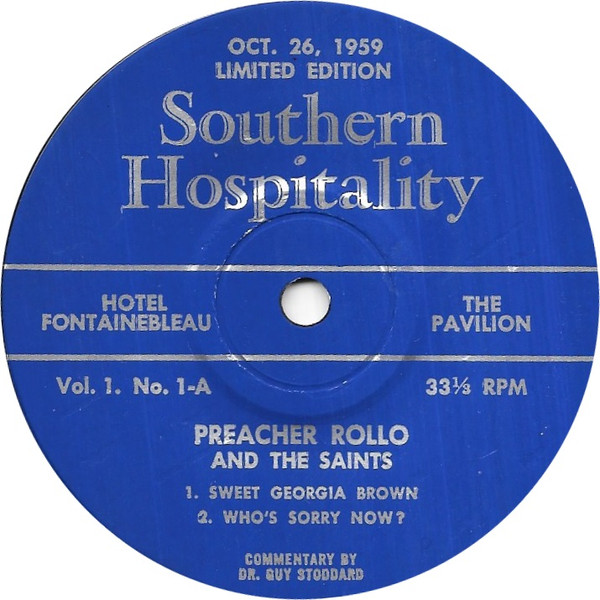 OCT. 26, 1959
LIMITED EDITION
Southern
Hospitality
HOTEL
FONTAINEBLEAU
THE
PAVILION
Vol. 1. No. 1-A
33⅓ RPM
PREACHER ROLLO
AND THE SAINTS
1. SWEET GEORGIA BROWN
2. WHO'S SORRY NOW?
COMMENTARY BY
DR. GUY STODDARD